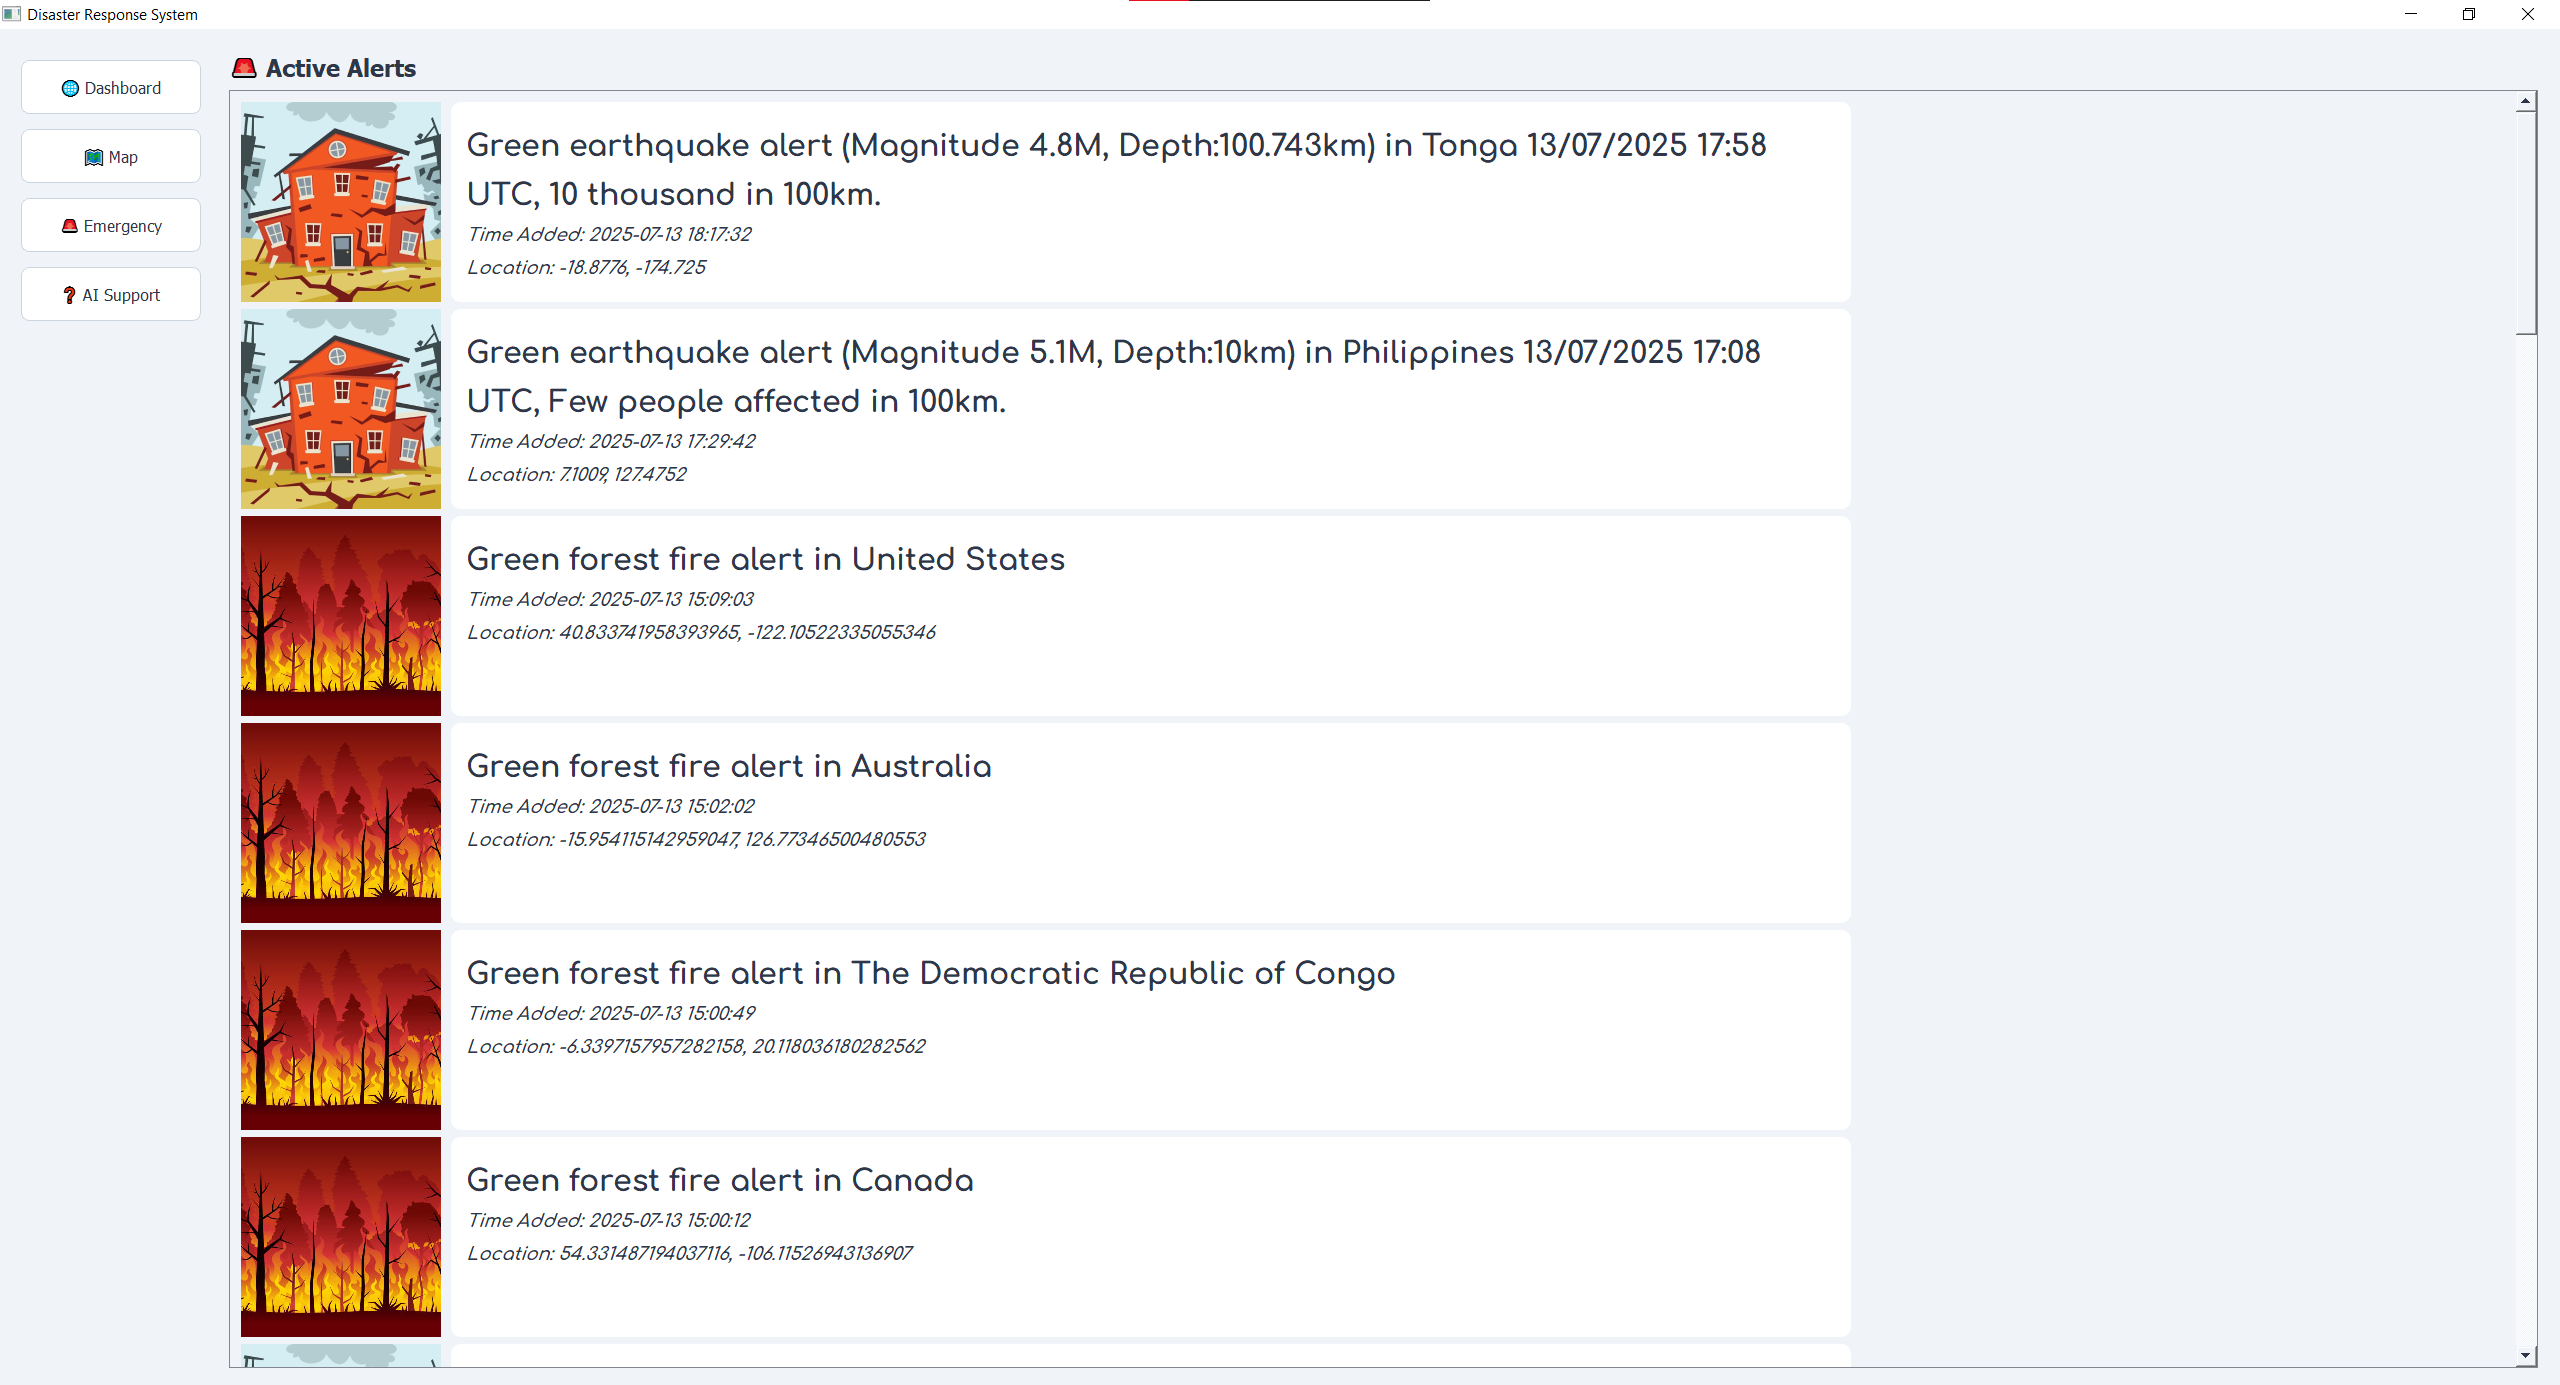 Disaster Response System
Dashboard
Map
Emergency
AI Support
Active Alerts
Green earthquake alert (Magnitude 4.8M, Depth:100.743km) in Tonga 13/07/2025 17:58
UTC, 10 thousand in 100km.
Time Added: 2025-07-13 18:17:32
Location: -18.8776, -174.725
Green earthquake alert (Magnitude 5.1M, Depth:10km) in Philippines 13/07/2025 17:08
UTC, Few people affected in 100km.
Time Added: 2025-07-13 17:29:42
Location: 7.1009, 127.4752
Green forest fire alert in United States
Time Added: 2025-07-13 15:09:03
Location: 40.833741958393965, -122.10522335055346
Green forest fire alert in Australia
Time Added: 2025-07-13 15:02:02
Location: -15.954115142959047, 126.77346500480553
Green forest fire alert in The Democratic Republic of Congo
Time Added: 2025-07-13 15:00:49
Location: -6.3397157957282158, 20.118036180282562
Green forest fire alert in Canada
Time Added: 2025-07-13 15:00:12
Location: 54.331487194037116, -106.11526943136907